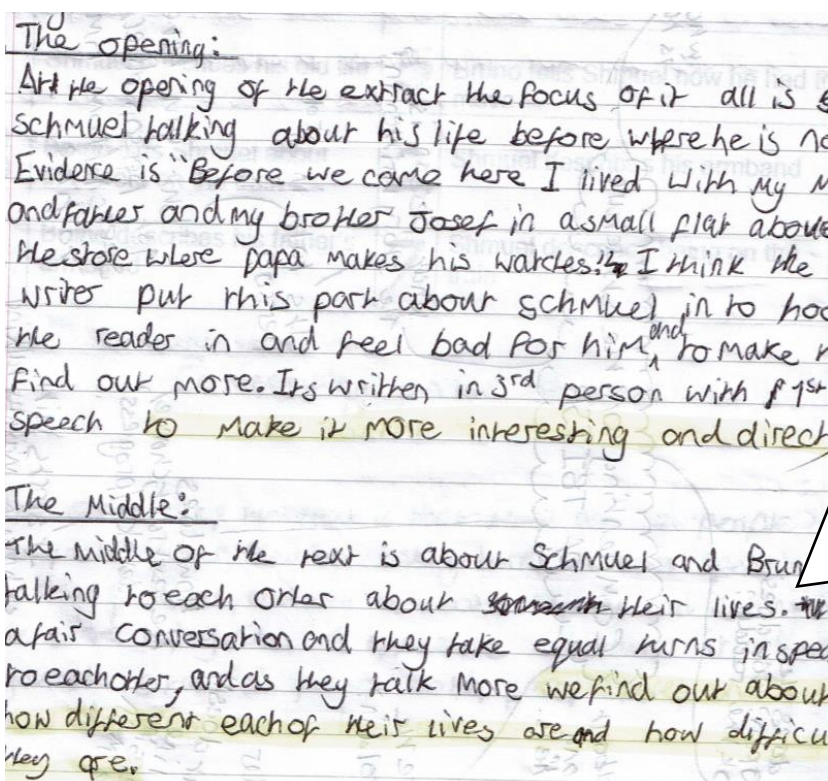 The opening:
At the opening of the extract the focus of it all is
Schmuel talking about his life before where he is
Evidence is "Before we came here I lived with my
and father and my brother Josef in a small flat above
the store where papa makes his watches." I think the
writer put this part about schmuel in to
the reader in and feel bad for him, and to make
find out more. Its written in 3rd person with 1st
speech to make it more interesting and direct
The Middle:
The middle of the text is about Schmuel and
talking to each other about their lives.
a fair conversation and they take equal turns in
to eachother, and as they talk more we find out about
how different each of their lives are and how
they are.